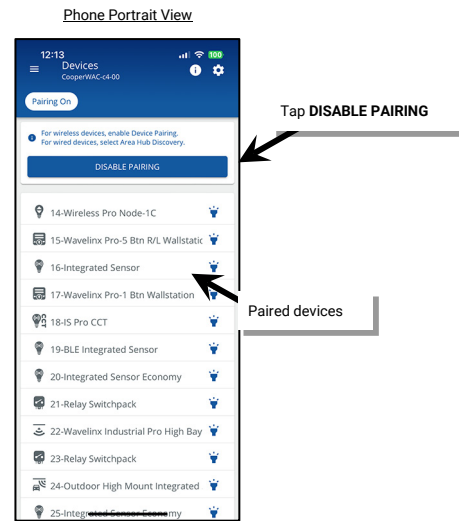 Phone Portrait View
12:13
100
Devices
CooperWAC-c4-00
Pairing On
For wireless devices, enable Device Pairing.
For wired devices, select Area Hub Discovery.
DISABLE PAIRING
Tap DISABLE PAIRING
14-Wireless Pro Node-1C
15-Wavelinx Pro-5 Btn R/L Wallstatic
16-Integrated Sensor
17-Wavelinx Pro-1 Btn Wallstation
Paired devices
18-IS Pro CCT
19-BLE Integrated Sensor
20-Integrated Sensor Economy
21-Relay Switchpack
22-Wavelinx Industrial Pro High Bay
23-Relay Switchpack
24-Outdoor High Mount Integrated
25-Integrated Sensor Economy